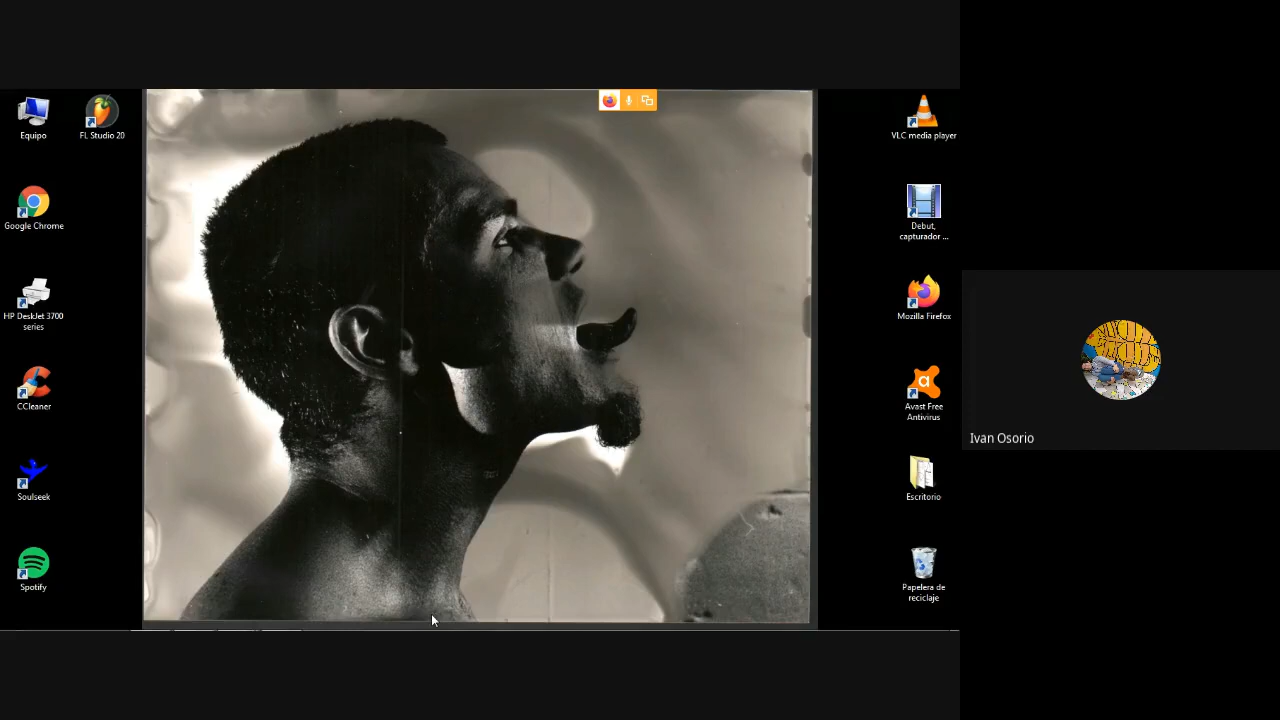 Equipo
FL Studio 20
Google Chrome
HP DeskJet 3700
series
CCleaner
Soulseek
Spotify
VLC media player
Debut,
capturador ...
Mozilla Firefox
Avast Free
Antivirus
Escritorio
Papelera de
reciclaje
Ivan Osorio